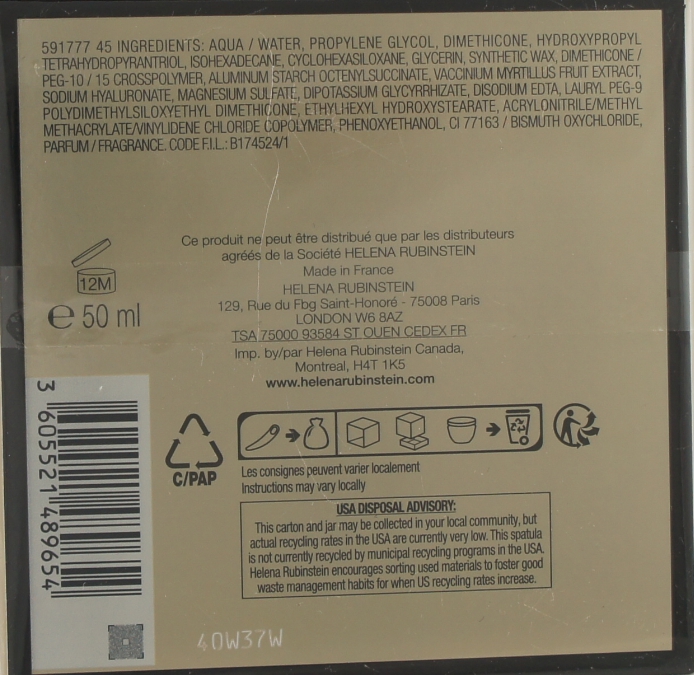 591777 45 INGREDIENTS: AQUA / WATER, PROPYLENE GLYCOL, DIMETHICONE, HYDROXYPROPYL
TETRAHYDROPYRANTRIOL, ISOHEXADECANE, CYCLOHEXASILOXANE, GLYCERIN, SYNTHETIC WAX, DIMETHICONE /
PEG-10 / 15 CROSSPOLYMER, ALUMINUM STARCH OCTENYLSUCCINATE, VACCINIUM MYRTILLUS FRUIT EXTRACT,
SODIUM HYALURONATE, MAGNESIUM SULFATE, DIPOTASSIUM GLYCYRRHIZATE, DISODIUM EDTA, LAURYL PEG-9
POLYDIMETHYLSILOXYETHYL DIMETHICONE, ETHYLHEXYL HYDROXYSTEARATE, ACRYLONITRILE/METHYL
METHACRYLATE/VINYLIDENE CHLORIDE COPOLYMER, PHENOXYETHANOL, CI 77163 / BISMUTH OXYCHLORIDE,
PARFUM / FRAGRANCE. CODE F.I.L.: B174524/1
12M
e 50 ml
Ce produit ne peut être distribué que par les distributeurs
agréés de la Société HELENA RUBINSTEIN
Made in France
HELENA RUBINSTEIN
129, Rue du Fbg Saint-Honoré - 75008 Paris
LONDON W6 8AZ
TSA 75000 93584 ST OUEN CEDEX FR
Imp. by/par Helena Rubinstein Canada,
Montreal, H4T 1K5
www.helenarubinstein.com
3 605521 489654
C/PAP
Les consignes peuvent varier localement
Instructions may vary locally
USA DISPOSAL ADVISORY:
This carton and jar may be collected in your local community, but
actual recycling rates in the USA are currently very low. This spatula
is not currently recycled by municipal recycling programs in the USA.
Helena Rubinstein encourages sorting used materials to foster good
waste management habits for when US recycling rates increase.
40W37W